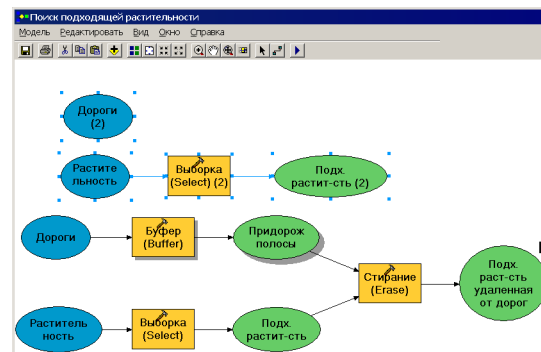 Поиск подходящей растительности
Модель Редактировать Вид Окно Справка
Дороги
(2)
Растите
льность
Выборка
(Select) (2)
Подх.
растит-сть (2)
Дороги
Буфер
(Buffer)
Придорож
полосы
Стирание
(Erase)
Подх.
раст-сть
удаленная
от дорог
Раститель
ность
Выборка
(Select)
Подх.
растит-сть